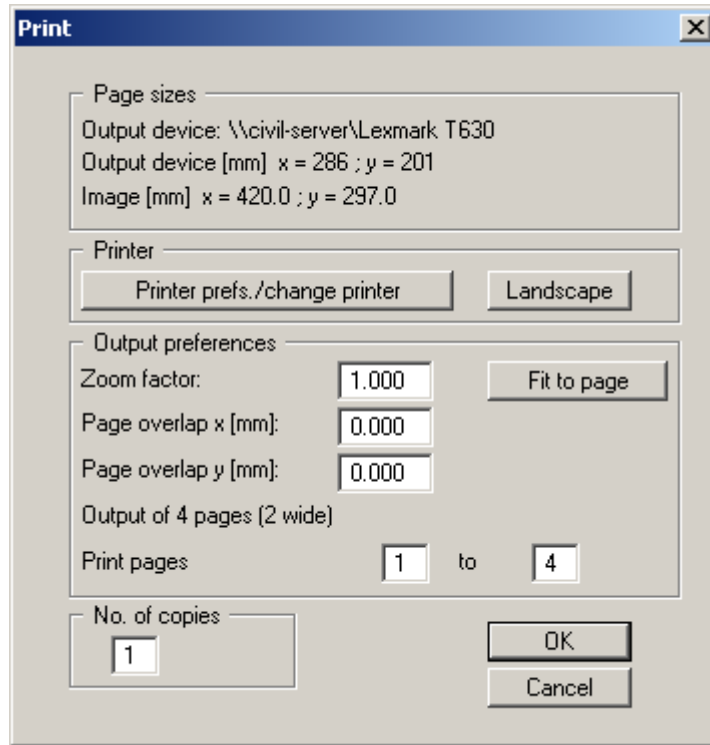 Print
Page sizes
Output device: \\civil-server\Lexmark T630
Output device [mm] x = 286 ; y = 201
Image [mm] x = 420.0 ; y = 297.0
Printer
Printer prefs./change printer Landscape
Output preferences
Zoom factor: 1.000 Fit to page
Page overlap x [mm]: 0.000
Page overlap y [mm]: 0.000
Output of 4 pages (2 wide)
Print pages 1 to 4
No. of copies
1
OK
Cancel